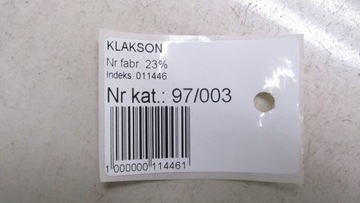 KLAKSON
Nr fabr. 23%
Indeks: 011446
Nr kat.: 97/003
1 000000 114461